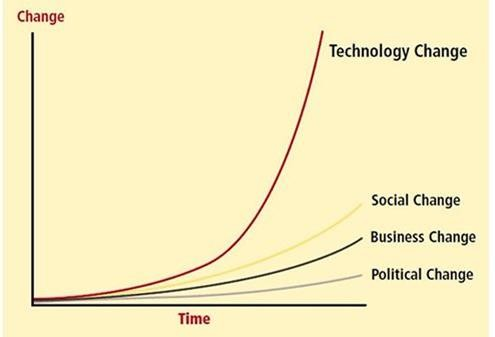 Change
Technology Change
Social Change
Business Change
Political Change
Time